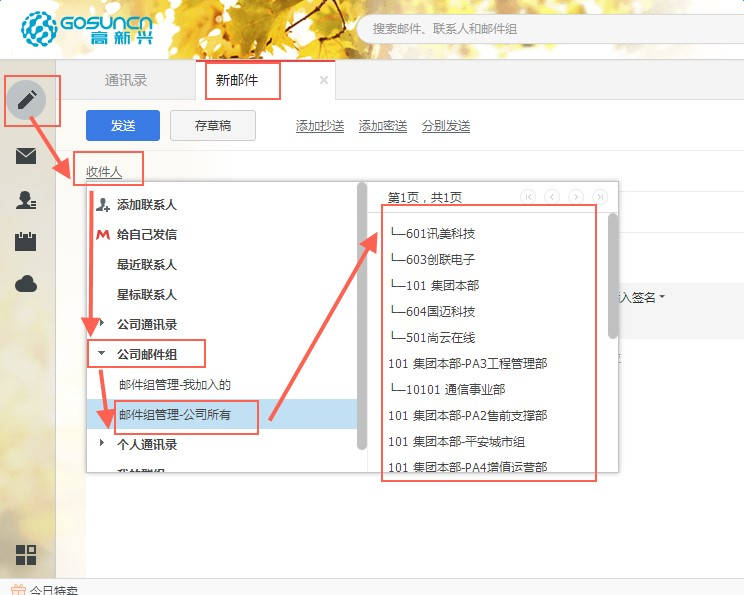 GOSUNCN
高新兴
搜索邮件、联系人和邮件组
通讯录
新邮件
发送
存草稿
添加抄送
添加密送
分别发送
收件人
添加联系人
给自己发信
最近联系人
星标联系人
公司通讯录
公司邮件组
邮件组管理-我加入的
邮件组管理-公司所有
个人通讯录
第1页，共1页
└—601讯美科技
└—603创联电子
└—101 集团本部
└—604国迈科技
└—501尚云在线
101 集团本部-PA3工程管理部
└—10101 通信事业部
101 集团本部-PA2售前支撑部
101 集团本部-平安城市组
101 集团本部-PA4增值运营部
入签名
今日特卖